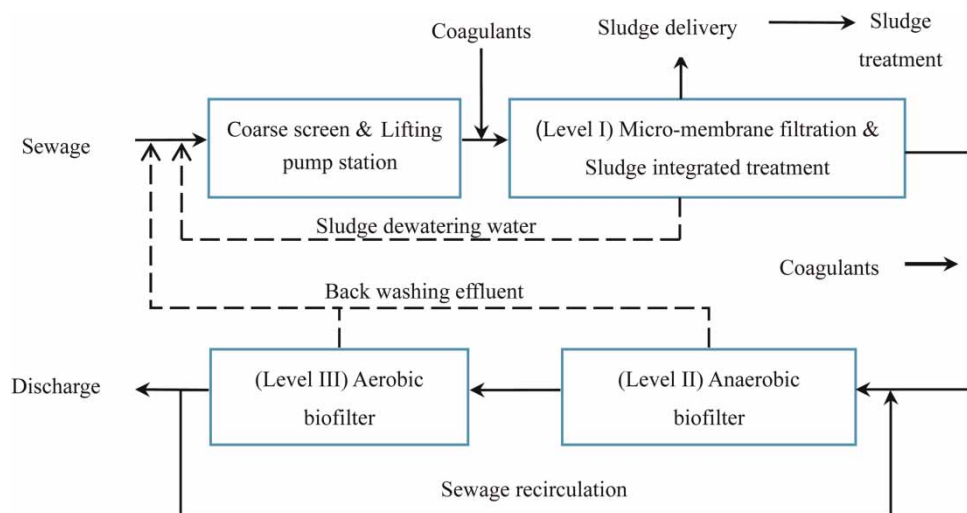 Coagulants
Sludge delivery
Sludge
treatment
Sewage
Coarse screen & Lifting
pump station
(Level I) Micro-membrane filtration &
Sludge integrated treatment
Sludge dewatering water
Coagulants
Back washing effluent
Discharge
(Level III) Aerobic
biofilter
(Level II) Anaerobic
biofilter
Sewage recirculation